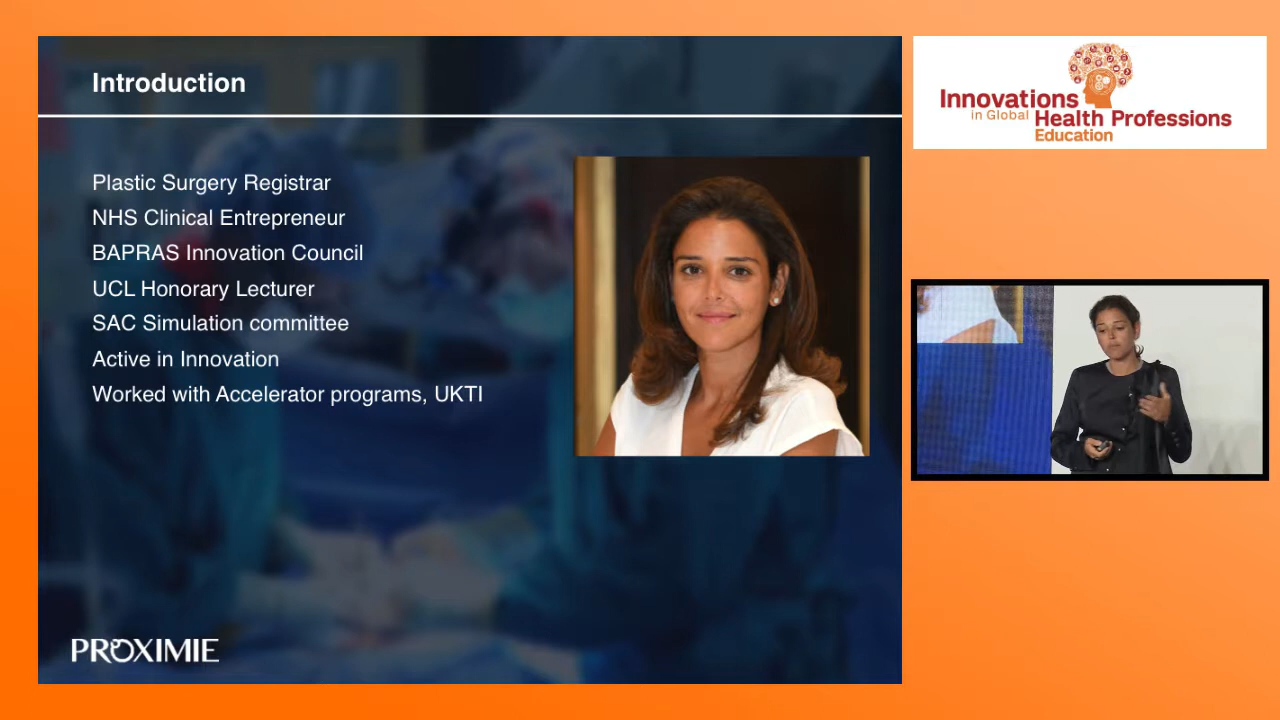 Introduction
Plastic Surgery Registrar
NHS Clinical Entrepreneur
BAPRAS Innovation Council
UCL Honorary Lecturer
SAC Simulation committee
Active in Innovation
Worked with Accelerator programs, UKTI
PROXIMIE
Innovations
in Global Health Professions
Education